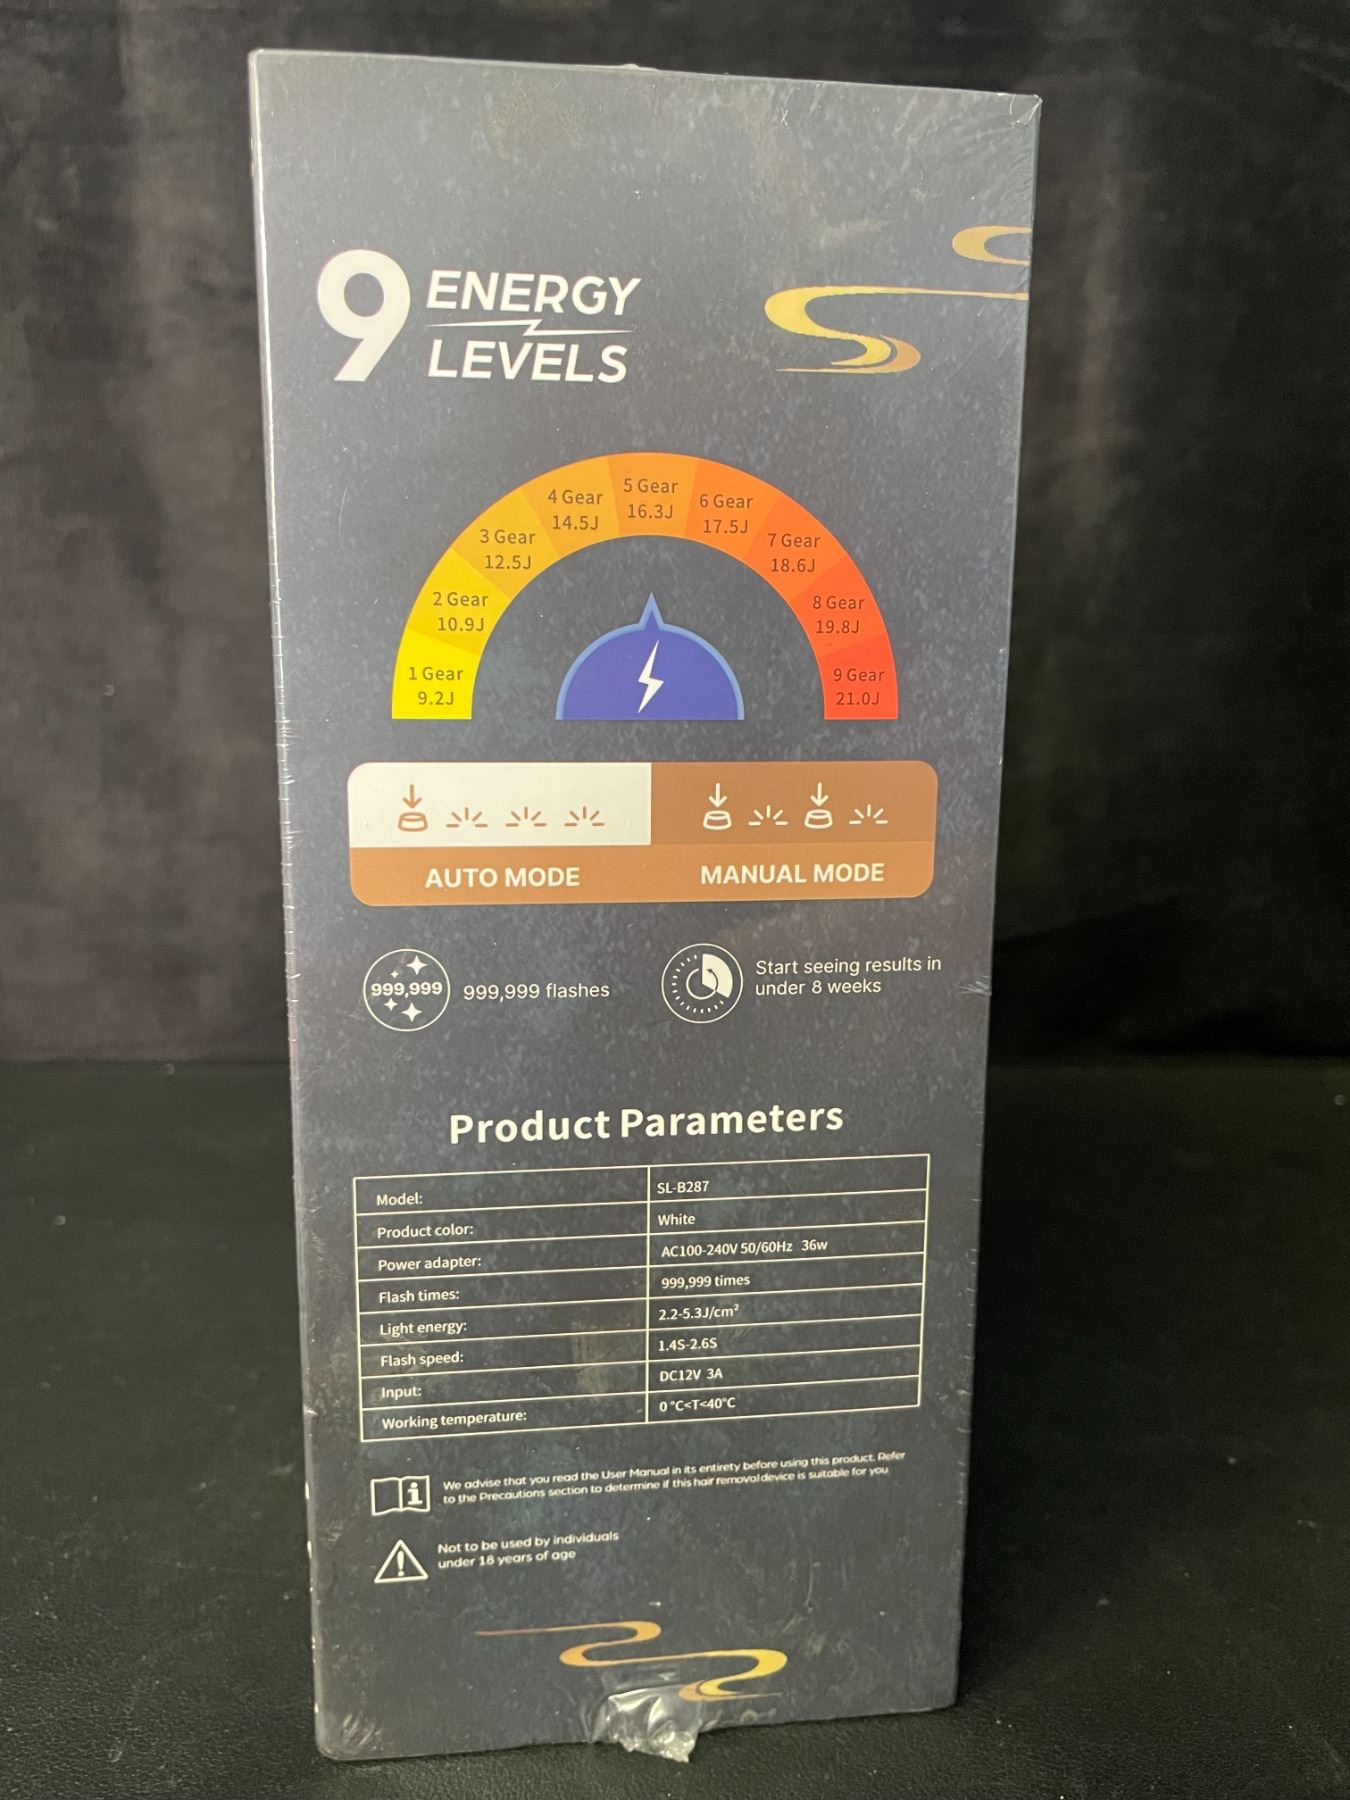 9 ENERGY
LEVELS
1 Gear
9.2J
2 Gear
10.9J
3 Gear
12.5J
4 Gear
14.5J
5 Gear
16.3J
6 Gear
17.5J
7 Gear
18.6J
8 Gear
19.8J
9 Gear
21.0J
AUTO MODE
MANUAL MODE
999,999
999,999 flashes
Start seeing results in
under 8 weeks
Product Parameters
Model: SL-B287
Product color: White
Power adapter: AC100-240V 50/60Hz 36w
Flash times: 999,999 times
Light energy: 2.2-5.3J/cm²
Flash speed: 1.4S-2.6S
Input: DC12V 3A
Working temperature: 0°C<T<40°C
We advise that you read the User Manual in its entirety before using this product. Refer
to the Precautions section to determine if this hair removal device is suitable for you
Not to be used by individuals
under 18 years of age